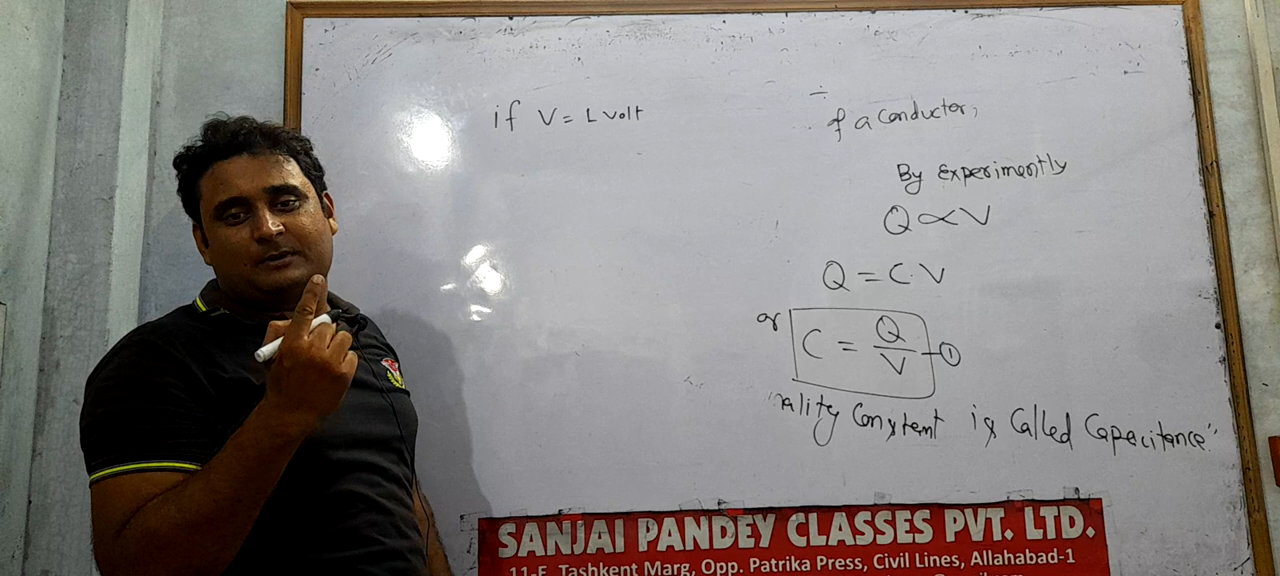 if V = 1 volt
of a conductor,
By experimently
Q ∝ V
Q = C.V
or C = Q/V - ①
nality Constent is Called Capacitance"
SANJAI PANDEY CLASSES PVT. LTD.
11-E, Tashkent Marg, Opp. Patrika Press, Civil Lines, Allahabad-1